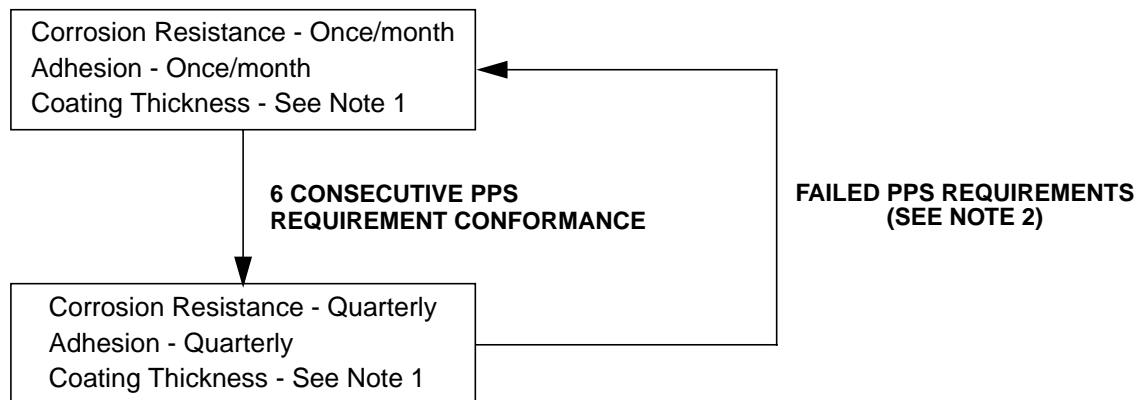 Corrosion Resistance - Once/month
Adhesion - Once/month
Coating Thickness - See Note 1
6 CONSECUTIVE PPS
REQUIREMENT CONFORMANCE
FAILED PPS REQUIREMENTS
(SEE NOTE 2)
Corrosion Resistance - Quarterly
Adhesion - Quarterly
Coating Thickness - See Note 1